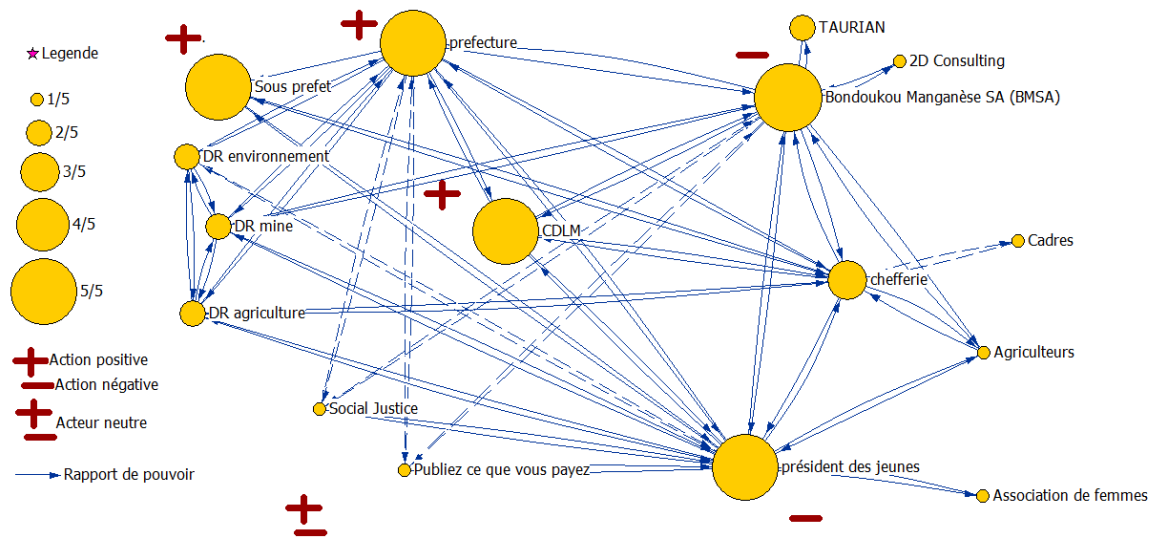 Legende
1/5
2/5
3/5
4/5
5/5
Action positive
Action négative
Acteur neutre
Rapport de pouvoir
prefecture
Sous prefet
TAURIAN
2D Consulting
Bondoukou Manganèse SA (BMSA)
DR environnement
DR mine
CDLM
Cadres
chefferie
DR agriculture
Agriculteurs
Social Justice
Publiez ce que vous payez
président des jeunes
Association de femmes